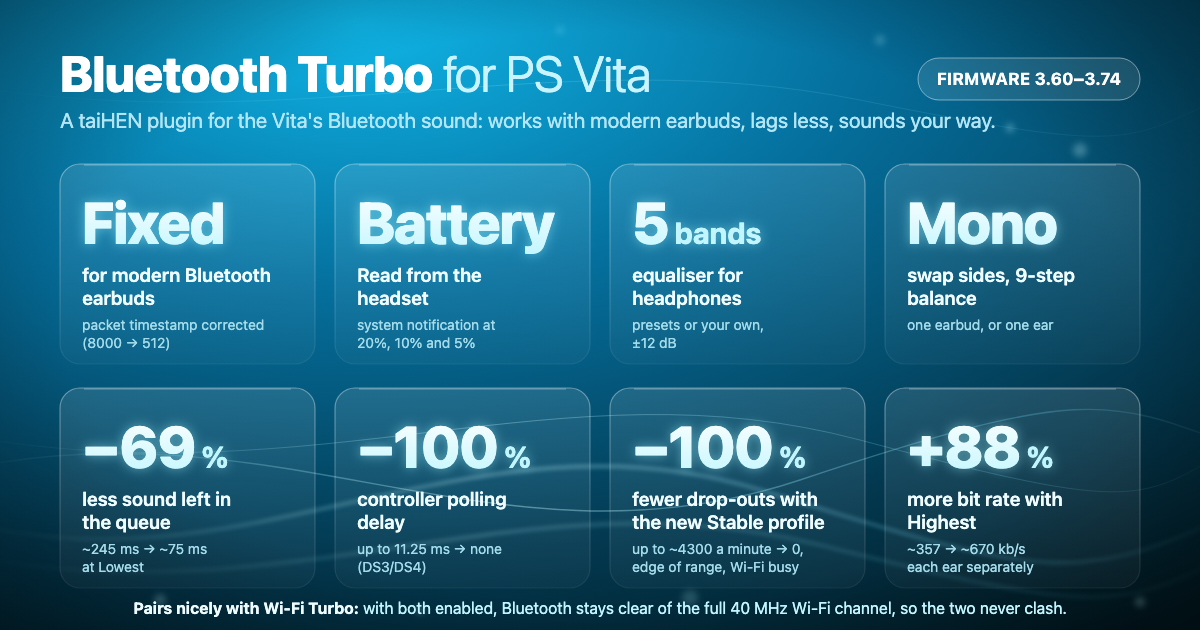 Bluetooth Turbo for PS Vita
FIRMWARE 3.60–3.74
A taiHEN plugin for the Vita's Bluetooth sound: works with modern earbuds, lags less, sounds your way.
Fixed
for modern Bluetooth
earbuds
packet timestamp corrected
(8000 → 512)
Battery
Read from the
headset
system notification at
20%, 10% and 5%
5 bands
equaliser for
headphones
presets or your own,
±12 dB
Mono
swap sides, 9-step
balance
one earbud, or one ear
−69 %
less sound left in
the queue
~245 ms → ~75 ms
at Lowest
−100 %
controller polling
delay
up to 11.25 ms → none
(DS3/DS4)
−100 %
fewer drop-outs with
the new Stable profile
up to ~4300 a minute → 0,
edge of range, Wi-Fi busy
+88 %
more bit rate with
Highest
~357 → ~670 kb/s
each ear separately
Pairs nicely with Wi-Fi Turbo: with both enabled, Bluetooth stays clear of the full 40 MHz Wi-Fi channel, so the two never clash.